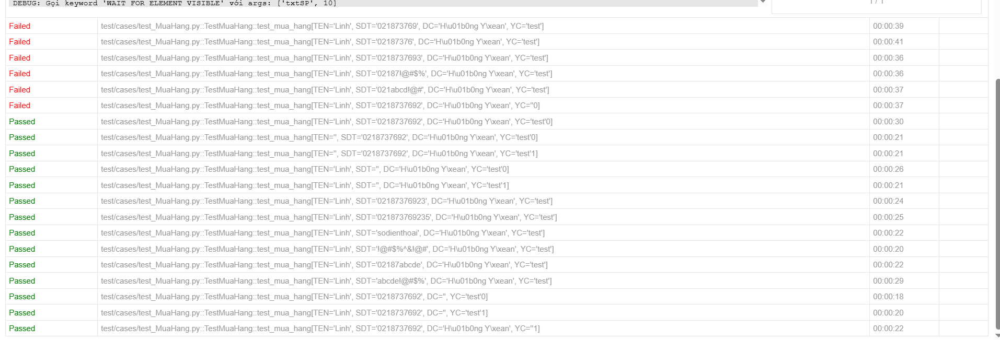 DEBUG: Gọi keyword 'WAIT FOR ELEMENT VISIBLE' với args: ['txtSP', 10]
1 / 1
Failed test/cases/test_MuaHang.py::TestMuaHang::test_mua_hang[TEN='Linh', SDT='021873769', DC='H\u01b0ng Y\xean', YC='test'] 00:00:39
Failed test/cases/test_MuaHang.py::TestMuaHang::test_mua_hang[TEN='Linh', SDT='02187376', DC='H\u01b0ng Y\xean', YC='test'] 00:00:41
Failed test/cases/test_MuaHang.py::TestMuaHang::test_mua_hang[TEN='Linh', SDT='0218737693', DC='H\u01b0ng Y\xean', YC='test'] 00:00:36
Failed test/cases/test_MuaHang.py::TestMuaHang::test_mua_hang[TEN='Linh', SDT='02187!@#$%', DC='H\u01b0ng Y\xean', YC='test'] 00:00:36
Failed test/cases/test_MuaHang.py::TestMuaHang::test_mua_hang[TEN='Linh', SDT='021abcd!@#', DC='H\u01b0ng Y\xean', YC='test'] 00:00:37
Failed test/cases/test_MuaHang.py::TestMuaHang::test_mua_hang[TEN='Linh', SDT='0218737692', DC='H\u01b0ng Y\xean', YC=''0] 00:00:37
Passed test/cases/test_MuaHang.py::TestMuaHang::test_mua_hang[TEN='Linh', SDT='0218737692', DC='H\u01b0ng Y\xean', YC='test'0] 00:00:30
Passed test/cases/test_MuaHang.py::TestMuaHang::test_mua_hang[TEN='', SDT='0218737692', DC='H\u01b0ng Y\xean', YC='test'0] 00:00:21
Passed test/cases/test_MuaHang.py::TestMuaHang::test_mua_hang[TEN='', SDT='0218737692', DC='H\u01b0ng Y\xean', YC='test'1] 00:00:21
Passed test/cases/test_MuaHang.py::TestMuaHang::test_mua_hang[TEN='Linh', SDT='', DC='H\u01b0ng Y\xean', YC='test'0] 00:00:26
Passed test/cases/test_MuaHang.py::TestMuaHang::test_mua_hang[TEN='Linh', SDT='', DC='H\u01b0ng Y\xean', YC='test'1] 00:00:21
Passed test/cases/test_MuaHang.py::TestMuaHang::test_mua_hang[TEN='Linh', SDT='02187376923', DC='H\u01b0ng Y\xean', YC='test'] 00:00:24
Passed test/cases/test_MuaHang.py::TestMuaHang::test_mua_hang[TEN='Linh', SDT='021873769235', DC='H\u01b0ng Y\xean', YC='test'] 00:00:25
Passed test/cases/test_MuaHang.py::TestMuaHang::test_mua_hang[TEN='Linh', SDT='sodienthoai', DC='H\u01b0ng Y\xean', YC='test'] 00:00:22
Passed test/cases/test_MuaHang.py::TestMuaHang::test_mua_hang[TEN='Linh', SDT='!@#$%^&!@#', DC='H\u01b0ng Y\xean', YC='test'] 00:00:20
Passed test/cases/test_MuaHang.py::TestMuaHang::test_mua_hang[TEN='Linh', SDT='02187abcde', DC='H\u01b0ng Y\xean', YC='test'] 00:00:22
Passed test/cases/test_MuaHang.py::TestMuaHang::test_mua_hang[TEN='Linh', SDT='abcde!@#$%', DC='H\u01b0ng Y\xean', YC='test'] 00:00:29
Passed test/cases/test_MuaHang.py::TestMuaHang::test_mua_hang[TEN='Linh', SDT='0218737692', DC='', YC='test'0] 00:00:18
Passed test/cases/test_MuaHang.py::TestMuaHang::test_mua_hang[TEN='Linh', SDT='0218737692', DC='', YC='test'1] 00:00:20
Passed test/cases/test_MuaHang.py::TestMuaHang::test_mua_hang[TEN='Linh', SDT='0218737692', DC='H\u01b0ng Y\xean', YC=''1] 00:00:22